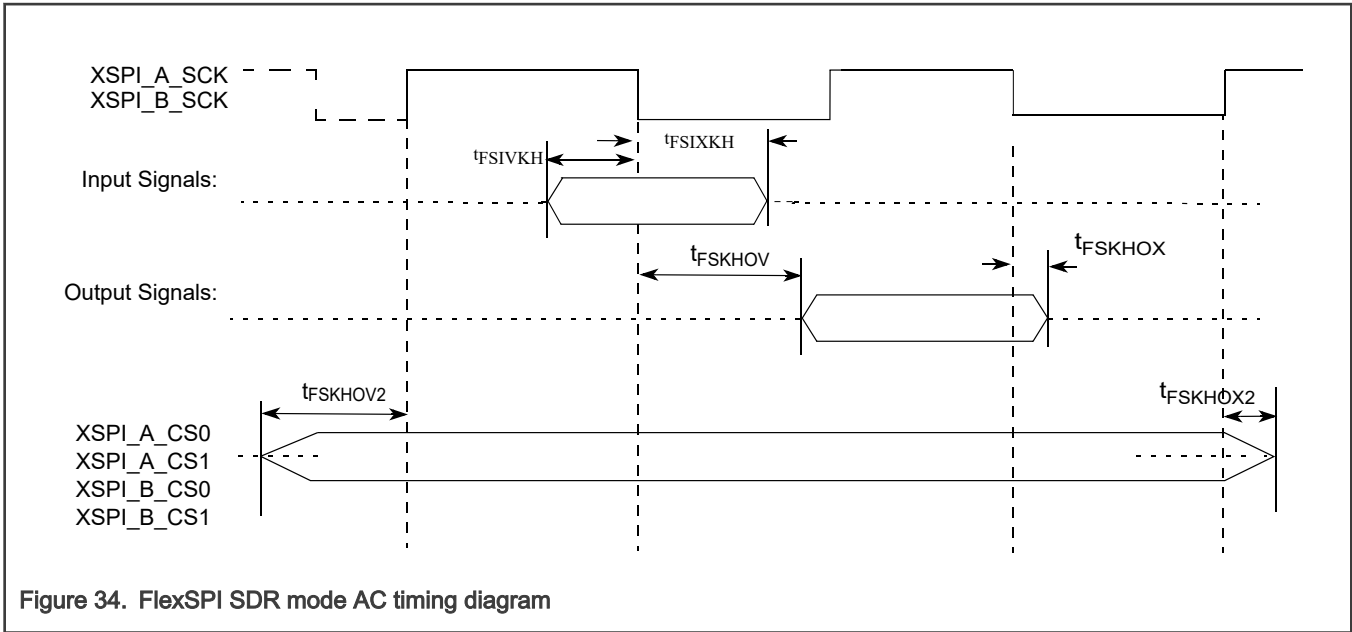 XSPI_A_SCK
XSPI_B_SCK
tFSIVKH
tFSIXKH
Input Signals:
tFSKHOV
tFSKHOX
Output Signals:
tFSKHOV2
tFSKHOX2
XSPI_A_CS0
XSPI_A_CS1
XSPI_B_CS0
XSPI_B_CS1
Figure 34. FlexSPI SDR mode AC timing diagram